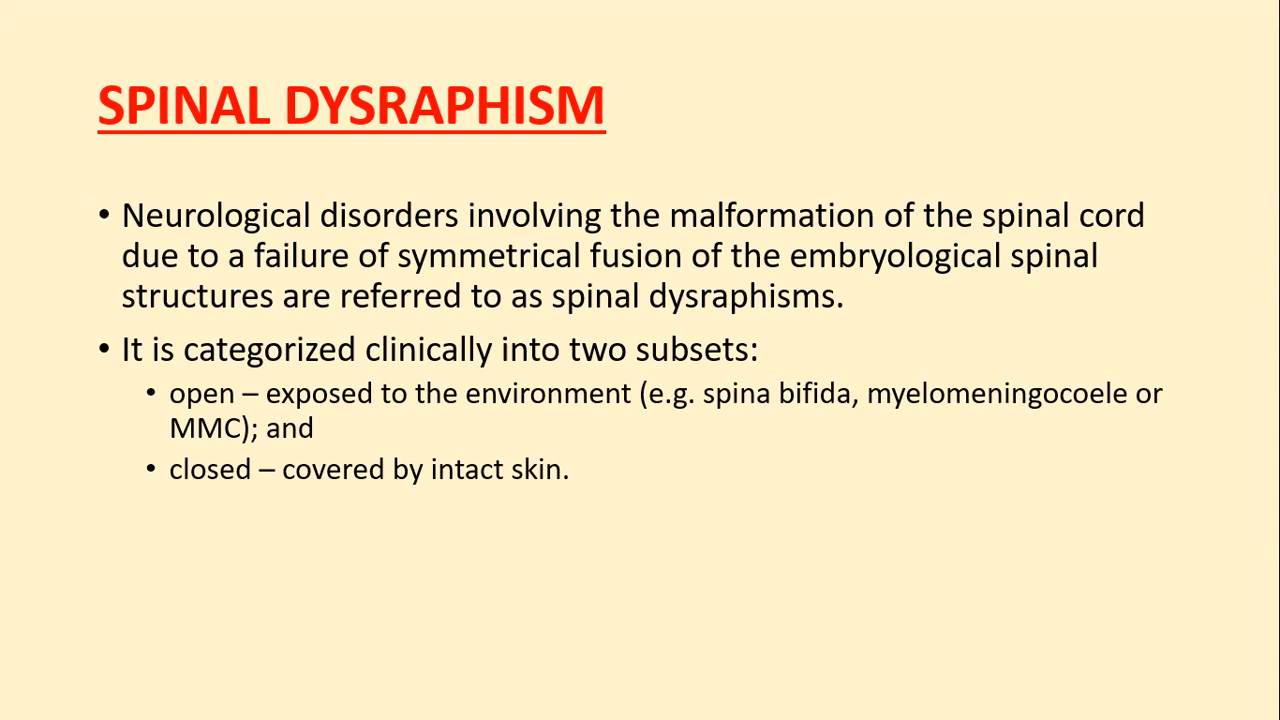 SPINAL DYSRAPHISM
• Neurological disorders involving the malformation of the spinal cord
due to a failure of symmetrical fusion of the embryological spinal
structures are referred to as spinal dysraphisms.
• It is categorized clinically into two subsets:
• open – exposed to the environment (e.g. spina bifida, myelomeningocoele or
MMC); and
• closed – covered by intact skin.